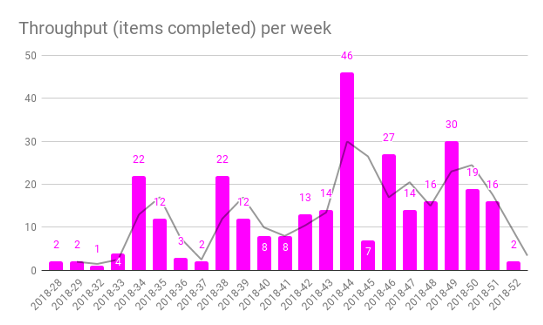 Throughput (items completed) per week
50
40
30
20
10
0
2 2 1 4 22 12 3 2 22 12 8 8 13 14 46 7 27 14 16 30 19 16 2
2018-28 2018-29 2018-32 2018-33 2018-34 2018-35 2018-36 2018-37 2018-38 2018-39 2018-40 2018-41 2018-42 2018-43 2018-44 2018-45 2018-46 2018-47 2018-48 2018-49 2018-50 2018-51 2018-52